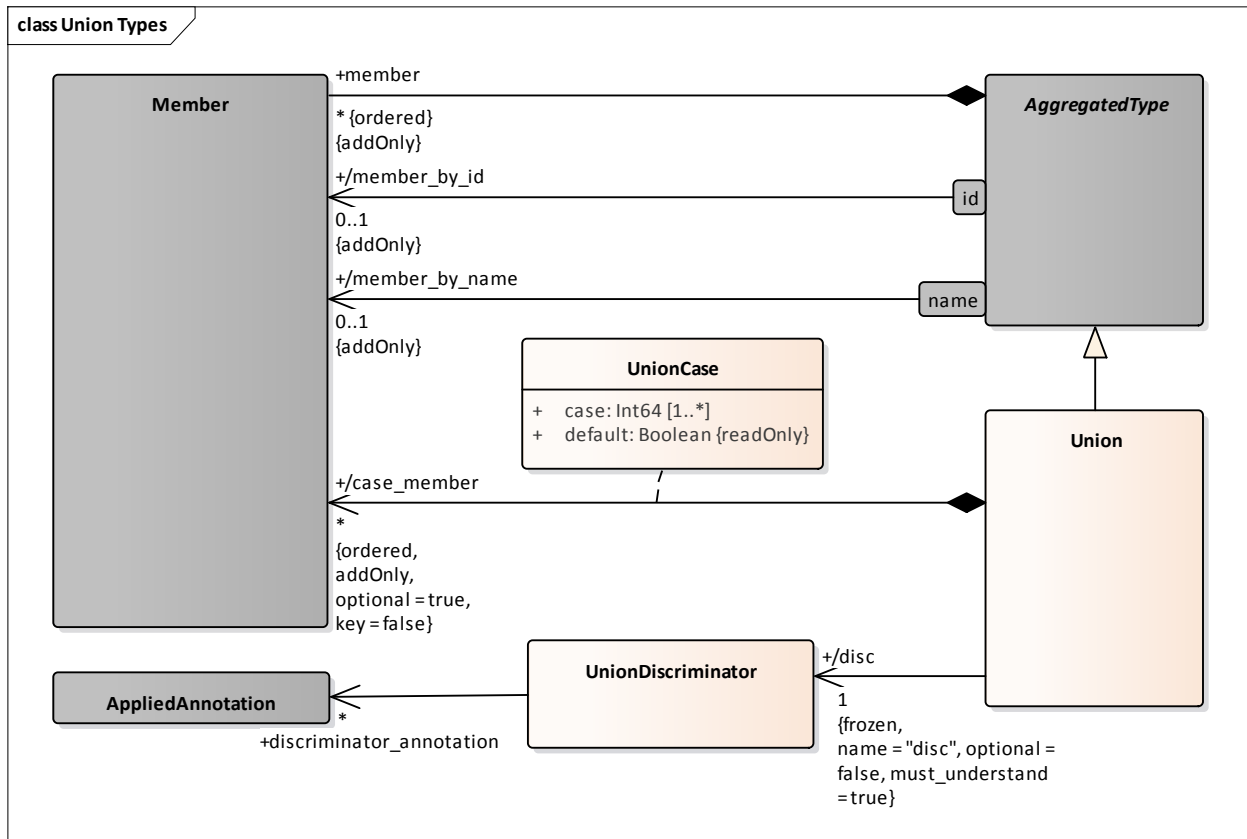 class Union Types
Member
+member
* {ordered}
{addOnly}
AggregatedType
+/member_by_id
id
0..1
{addOnly}
+/member_by_name
name
0..1
{addOnly}
UnionCase
+ case: Int64 [1..*]
+ default: Boolean {readOnly}
Union
+/case_member
*
{ordered,
addOnly,
optional = true,
key = false}
UnionDiscriminator
+/disc
1
{frozen,
name = "disc", optional =
false, must_understand
= true}
AppliedAnnotation
*
+discriminator_annotation